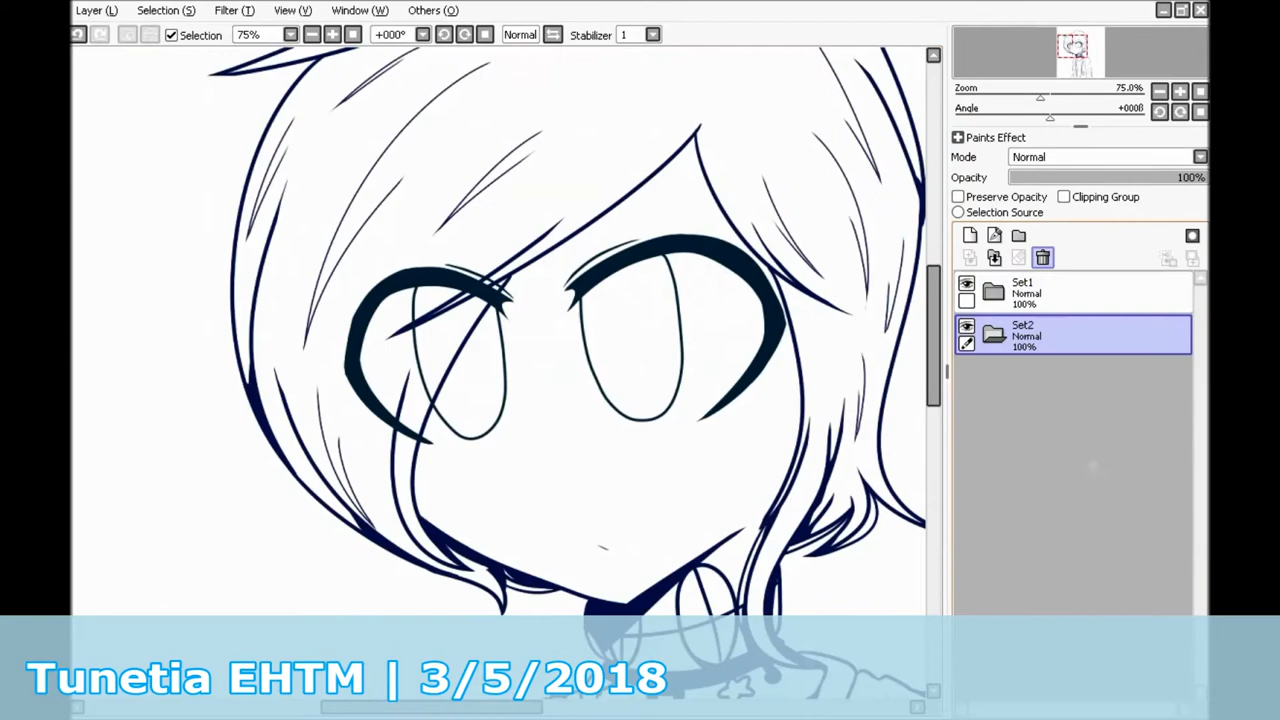 Layer (L) Selection (S) Filter (T) View (V) Window (W) Others (O)
Selection 75% +000° Normal Stabilizer 1
Zoom 75.0%
Angle +000ß
Paints Effect
Mode Normal
Opacity 100%
Preserve Opacity Clipping Group
Selection Source
Set1
Normal
100%
Set2
Normal
100%
Tunetia EHTM | 3/5/2018